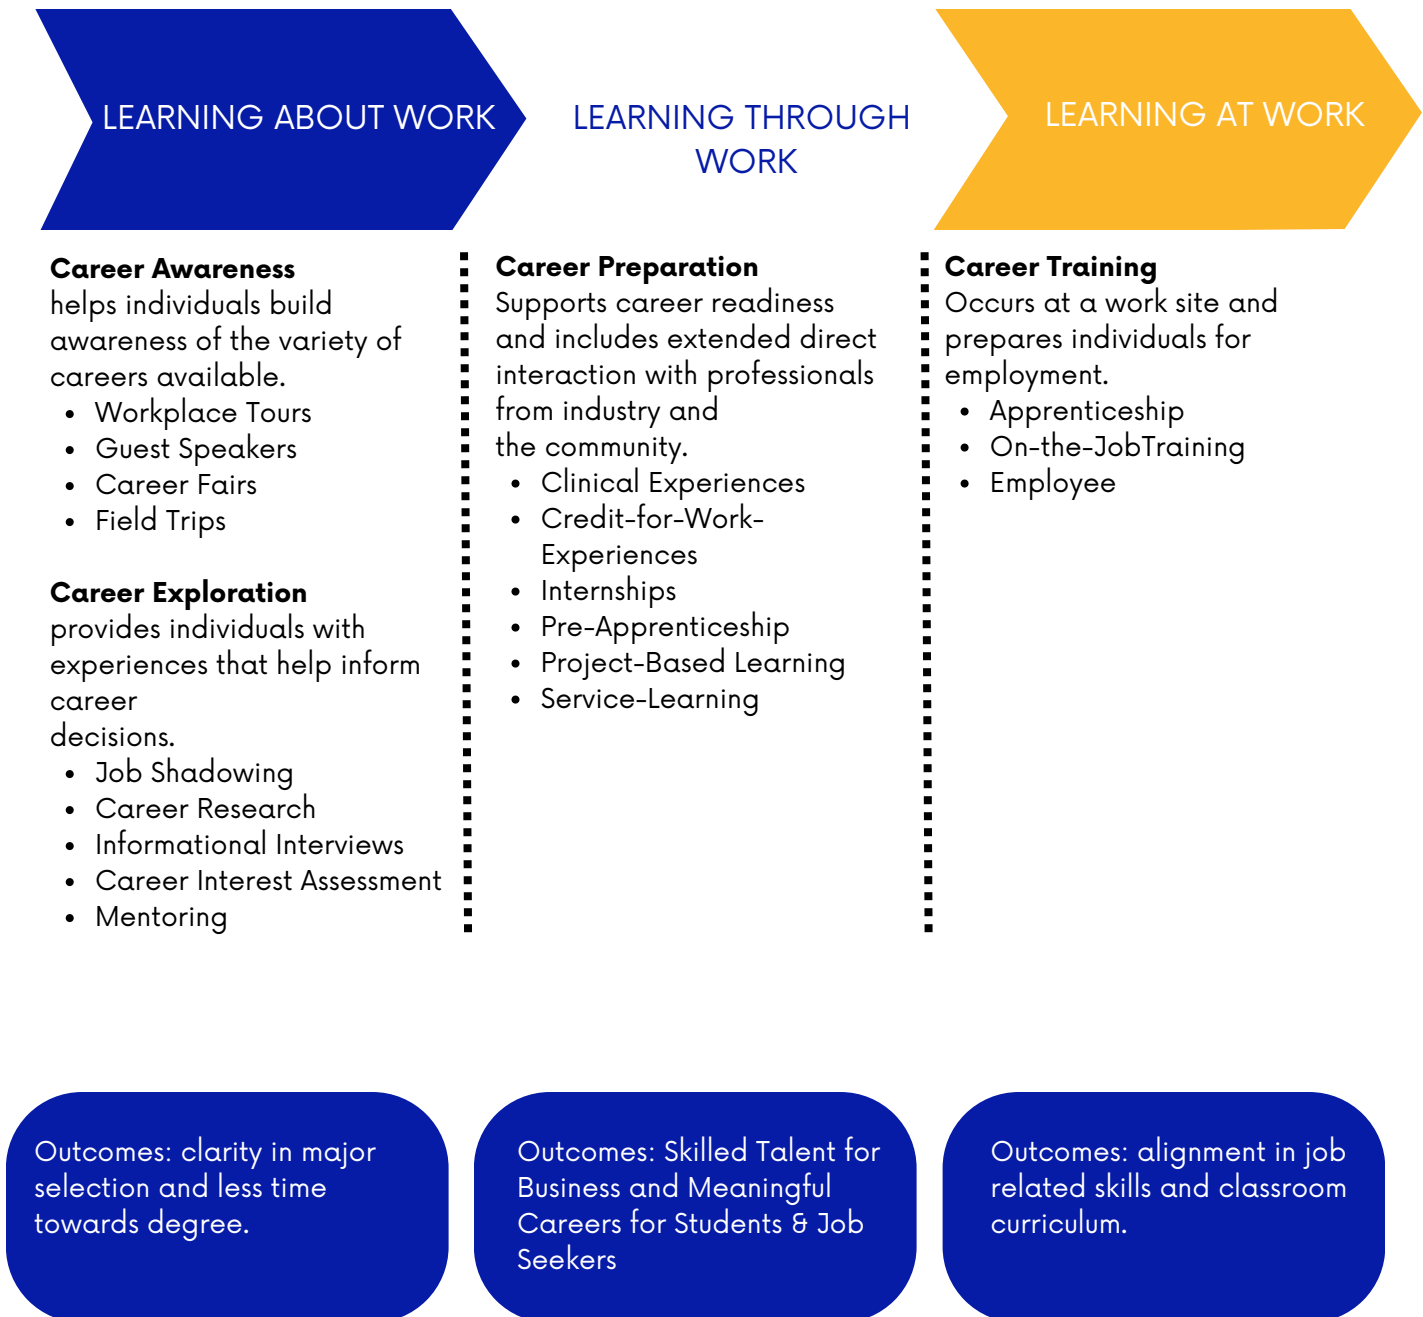 LEARNING ABOUT WORK
LEARNING THROUGH
WORK
LEARNING AT WORK
Career Awareness
helps individuals build
awareness of the variety of
careers available.
• Workplace Tours
• Guest Speakers
• Career Fairs
• Field Trips
Career Exploration
provides individuals with
experiences that help inform
career
decisions.
• Job Shadowing
• Career Research
• Informational Interviews
• Career Interest Assessment
• Mentoring
Career Preparation
Supports career readiness
and includes extended direct
interaction with professionals
from industry and
the community.
• Clinical Experiences
• Credit-for-Work-
Experiences
• Internships
• Pre-Apprenticeship
• Project-Based Learning
• Service-Learning
Career Training
Occurs at a work site and
prepares individuals for
employment.
• Apprenticeship
• On-the-JobTraining
• Employee
Outcomes: clarity in major
selection and less time
towards degree.
Outcomes: Skilled Talent for
Business and Meaningful
Careers for Students & Job
Seekers
Outcomes: alignment in job
related skills and classroom
curriculum.